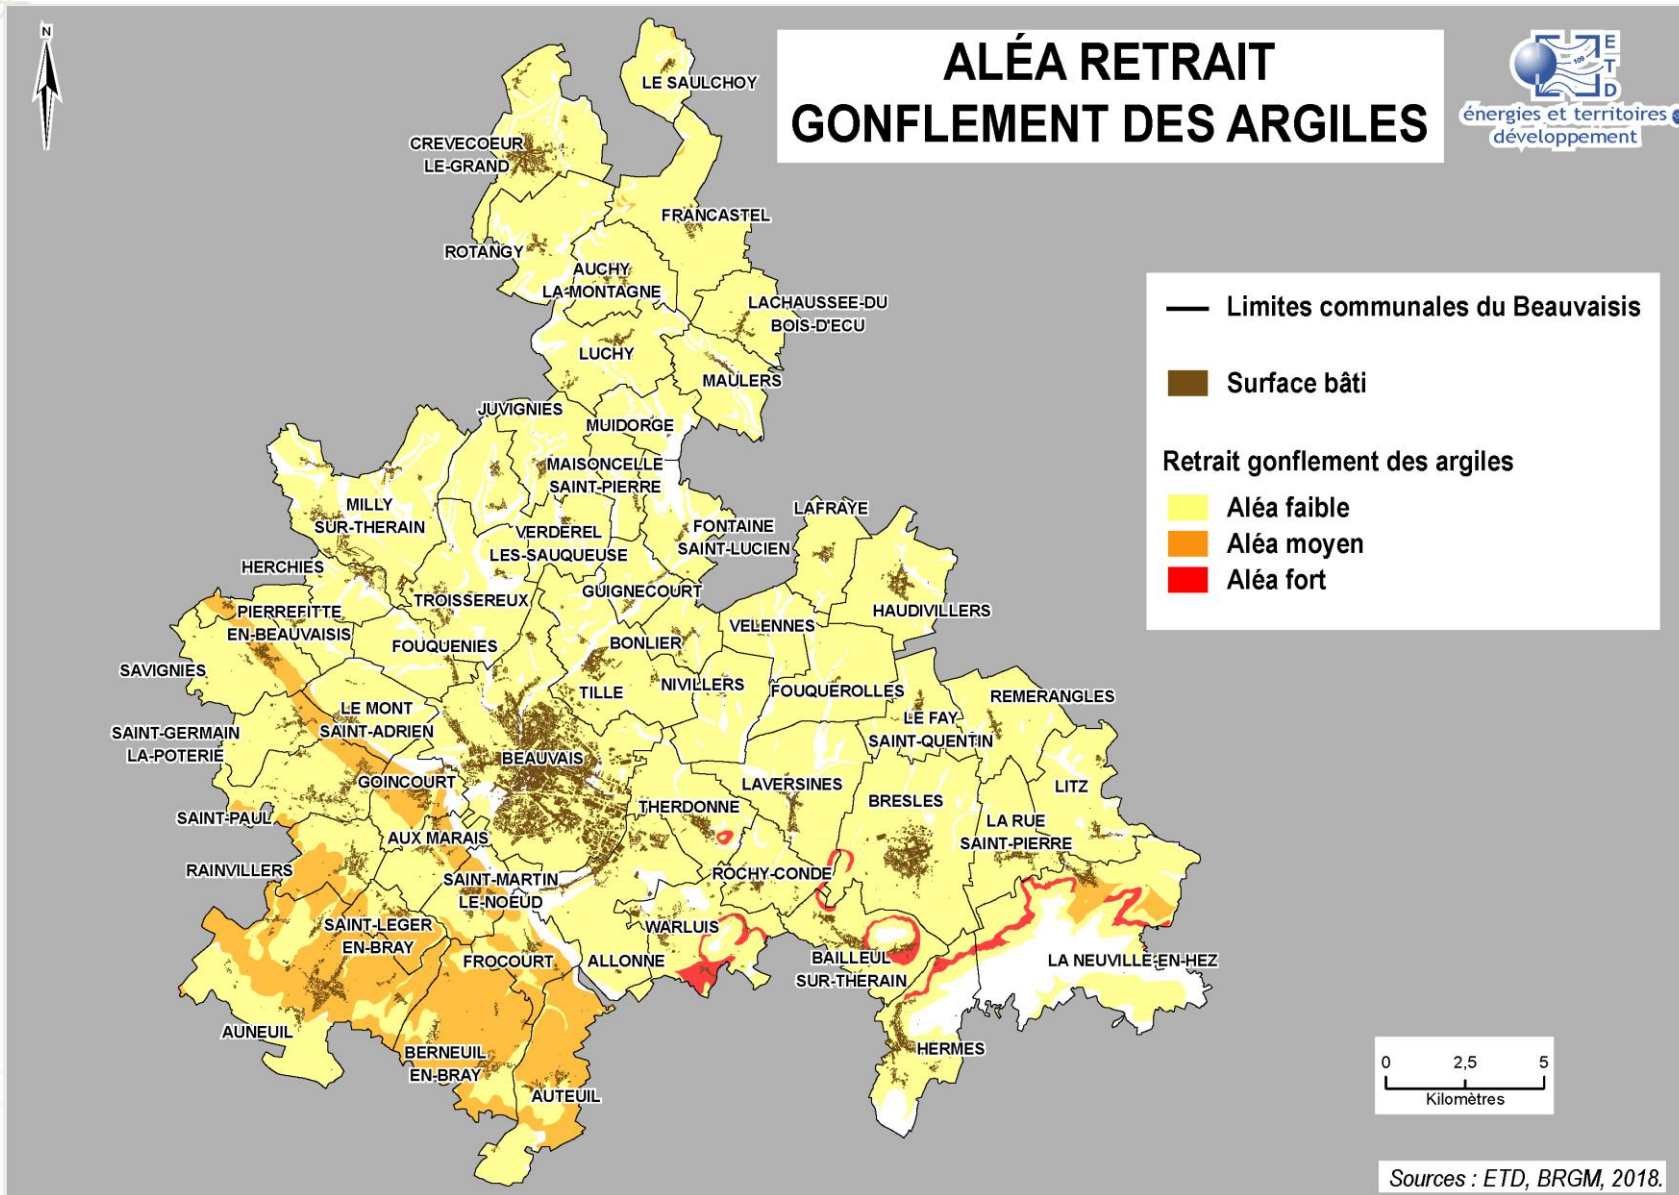 N
ALÉA RETRAIT
GONFLEMENT DES ARGILES
100
E
T
D
énergies et territoires
développement
LE SAULCHOY
CREVECOEUR
LE-GRAND
FRANCASTEL
ROTANGY
AUCHY
LA-MONTAGNE
LACHAUSSEE-DU
BOIS-D'ECU
LUCHY
MAULERS
JUVIGNIES
MUIDORGE
MAISONCELLE
SAINT-PIERRE
MILLY
SUR-THERAIN
VERDEREL
LES-SAUQUEUSE
FONTAINE
SAINT-LUCIEN
LAFRAYE
HERCHIES
TROISSEREUX
GUIGNECOURT
HAUDIVILLERS
PIERREFITTE
EN-BEAUVAISIS
FOUQUENIES
BONLIER
VELENNES
SAVIGNIES
TILLE
NIVILLERS
FOUQUEROLLES
REMERANGLES
LE MONT
SAINT-ADRIEN
LE FAY
SAINT-QUENTIN
SAINT-GERMAIN
LA-POTERIE
BEAUVAIS
GOINCOURT
LAVERSINES
LITZ
THERDONNE
BRESLES
SAINT-PAUL
AUX MARAIS
LA RUE
SAINT-PIERRE
RAINVILLERS
SAINT-MARTIN
LE-NOEUD
ROCHY-CONDE
SAINT-LEGER
EN-BRAY
WARLUIS
FROCOURT
ALLONNE
BAILLEUL
SUR-THERAIN
LA NEUVILLE-EN-HEZ
AUNEUIL
BERNEUIL
EN-BRAY
HERMES
AUTEUIL
Limites communales du Beauvaisis
Surface bâti
Retrait gonflement des argiles
Aléa faible
Aléa moyen
Aléa fort
0 2,5 5
Kilomètres
Sources : ETD, BRGM, 2018.